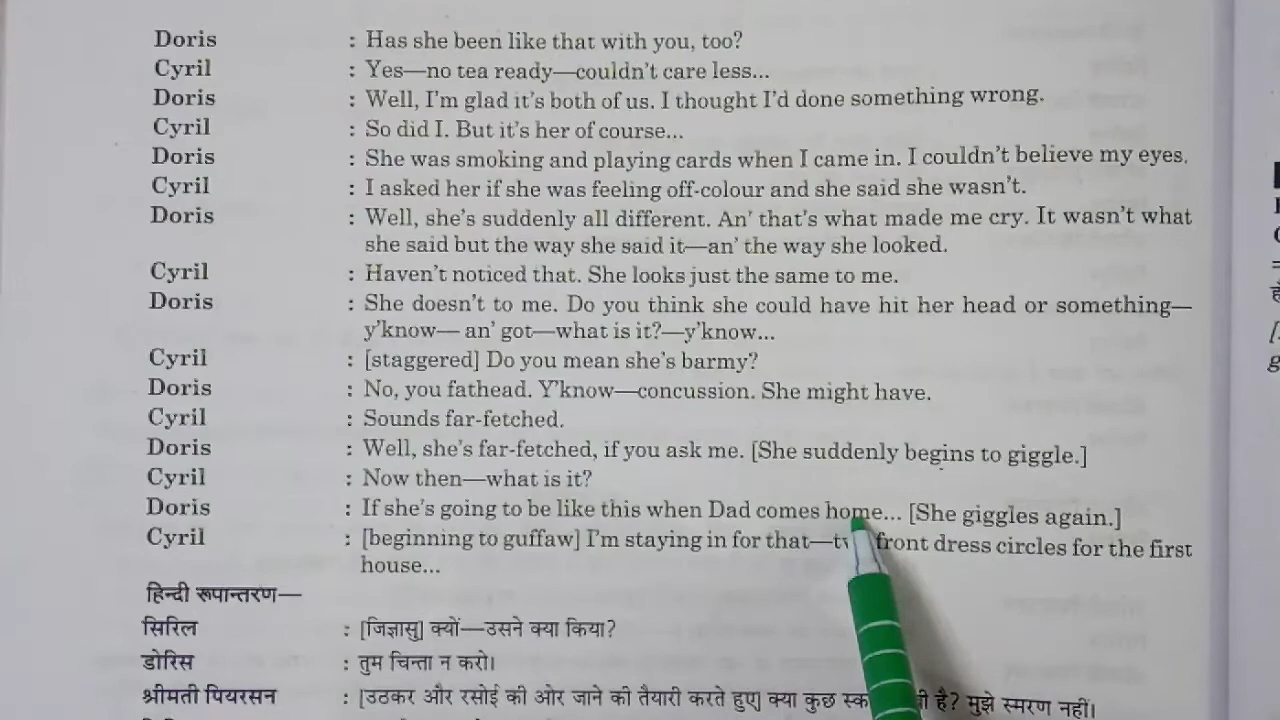 Doris : Has she been like that with you, too?
Cyril : Yes—no tea ready—couldn't care less...
Doris : Well, I'm glad it's both of us. I thought I'd done something wrong.
Cyril : So did I. But it's her of course...
Doris : She was smoking and playing cards when I came in. I couldn't believe my eyes.
Cyril : I asked her if she was feeling off-colour and she said she wasn't.
Doris : Well, she's suddenly all different. An' that's what made me cry. It wasn't what
she said but the way she said it—an' the way she looked.
Cyril : Haven't noticed that. She looks just the same to me.
Doris : She doesn't to me. Do you think she could have hit her head or something—
y'know— an' got—what is it?—y'know...
Cyril : [staggered] Do you mean she's barmy?
Doris : No, you fathead. Y'know—concussion. She might have.
Cyril : Sounds far-fetched.
Doris : Well, she's far-fetched, if you ask me. [She suddenly begins to giggle.]
Cyril : Now then—what is it?
Doris : If she's going to be like this when Dad comes home... [She giggles again.]
Cyril : [beginning to guffaw] I'm staying in for that— front dress circles for the first
house...
हिन्दी रूपान्तरण—
सिरिल : [जिज्ञासु] क्यों—उसने क्या किया?
डोरिस : तुम चिन्ता न करो।
श्रीमती पियरसन : [उठकर और रसोई की ओर जाने की तैयारी करते हुए] क्या कुछ है? मुझे स्मरण नहीं।